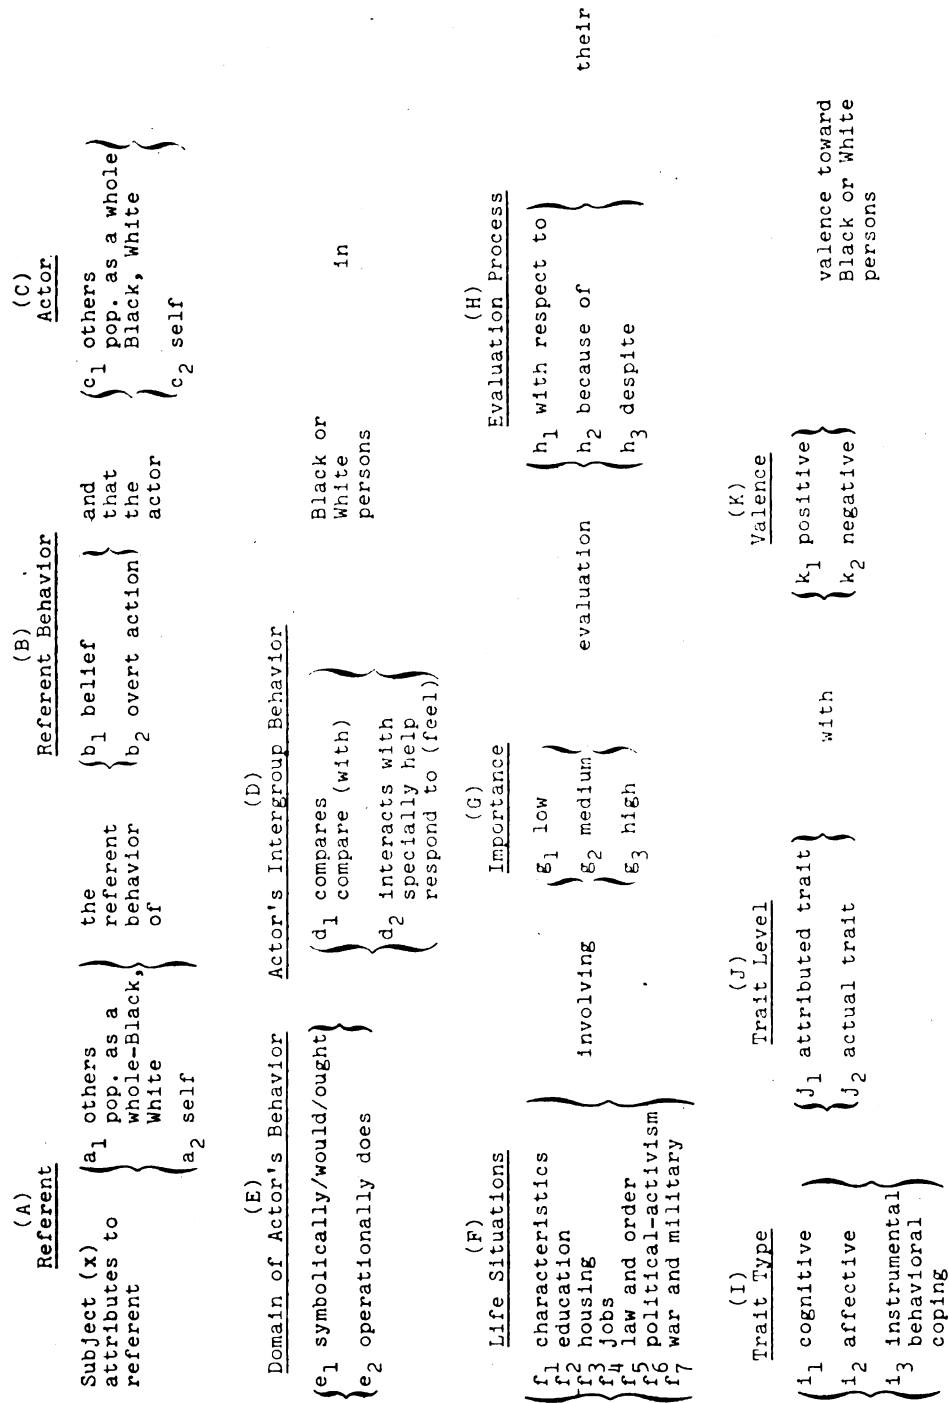 (A)
Referent
Subject (x) attributes to referent
a1 others
pop. as a
whole-Black,
White
a2 self
the
referent
behavior
of
(B)
Referent Behavior
b1 belief
b2 overt action
and
that
the
actor
(C)
Actor
c1 others
pop. as a whole
Black, White
c2 self
(E)
Domain of Actor's Behavior
e1 symbolically/would/ought
e2 operationally does
(D)
Actor's Intergroup Behavior
d1 compares
compare (with)
d2 interacts with
specially help
respond to (feel)
Black or
White
persons
in
(F)
Life Situations
f1 characteristics
f2 education
f3 housing
f4 jobs
f5 law and order
f6 political-activism
f7 war and military
involving
(G)
Importance
g1 low
g2 medium
g3 high
evaluation
(H)
Evaluation Process
h1 with respect to
h2 because of
h3 despite
their
(I)
Trait Type
i1 cognitive
i2 affective
i3 instrumental
behavioral
coping
(J)
Trait Level
j1 attributed trait
j2 actual trait
with
(K)
Valence
k1 positive
k2 negative
valence toward
Black or White
persons